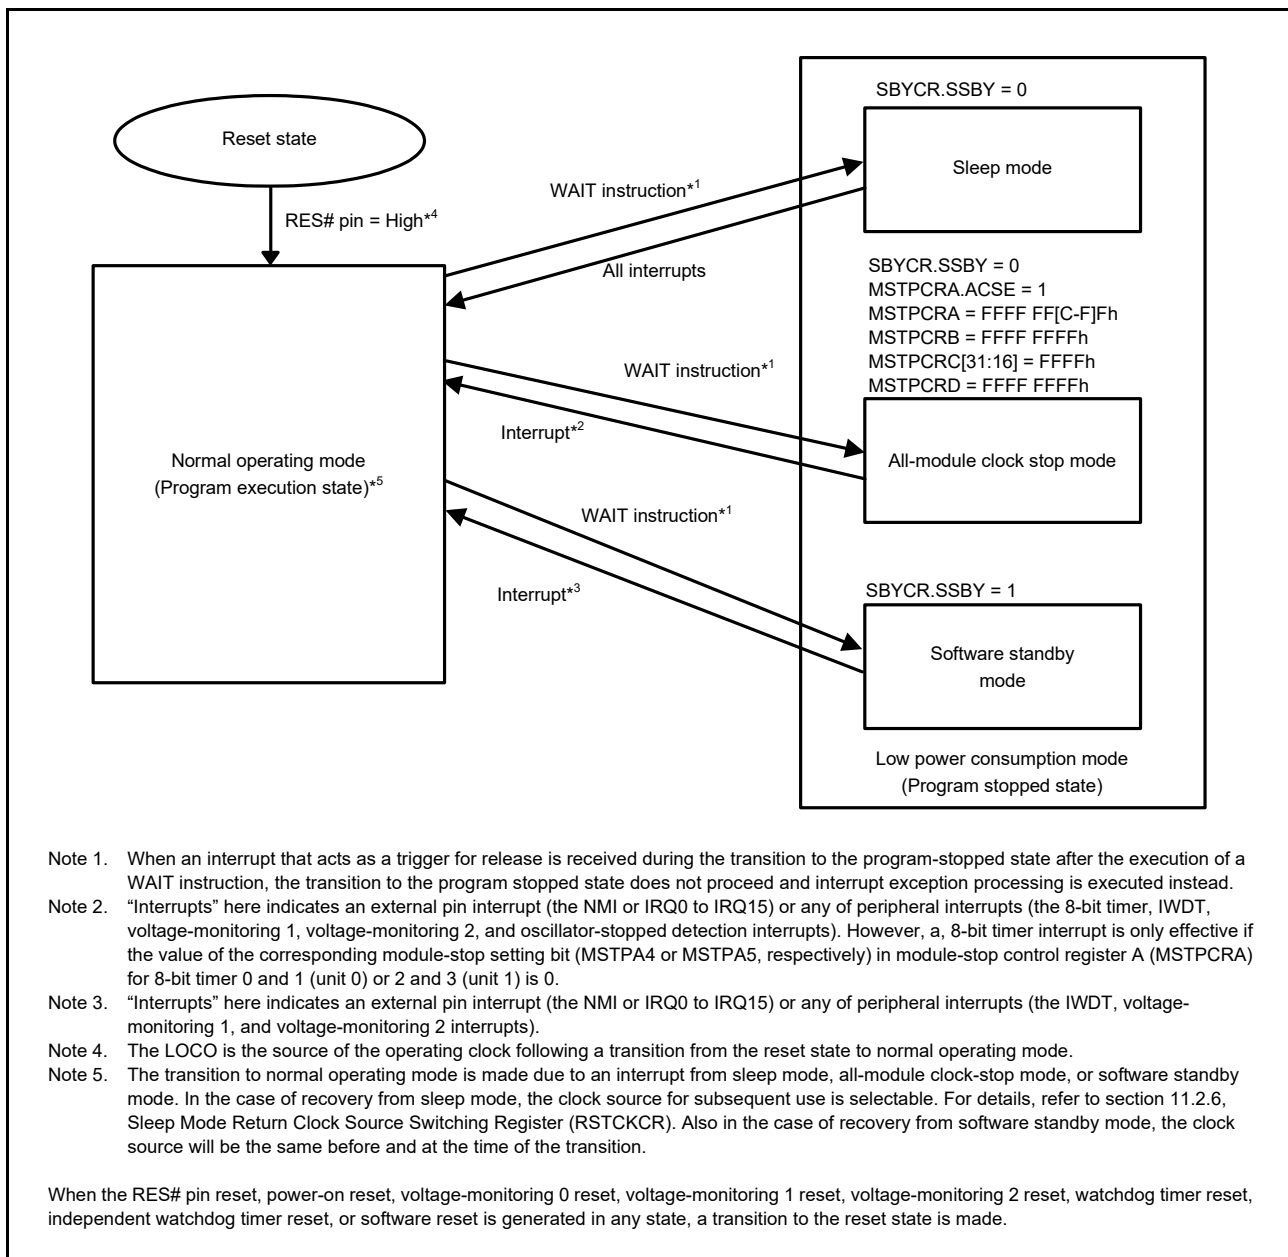 SBYCR.SSBY = 0
Reset state
Sleep mode
WAIT instruction*1
RES# pin = High*4
All interrupts
SBYCR.SSBY = 0
MSTPCRA.ACSE = 1
MSTPCRA = FFFF FF[C-F]Fh
MSTPCRB = FFFF FFFFh
MSTPCRC[31:16] = FFFFh
MSTPCRD = FFFF FFFFh
WAIT instruction*1
Interrupt*2
Normal operating mode
(Program execution state)*5
All-module clock stop mode
WAIT instruction*1
Interrupt*3
SBYCR.SSBY = 1
Software standby
mode
Low power consumption mode
(Program stopped state)
Note 1. When an interrupt that acts as a trigger for release is received during the transition to the program-stopped state after the execution of a
WAIT instruction, the transition to the program stopped state does not proceed and interrupt exception processing is executed instead.
Note 2. “Interrupts” here indicates an external pin interrupt (the NMI or IRQ0 to IRQ15) or any of peripheral interrupts (the 8-bit timer, IWDT,
voltage-monitoring 1, voltage-monitoring 2, and oscillator-stopped detection interrupts). However, a, 8-bit timer interrupt is only effective if
the value of the corresponding module-stop setting bit (MSTPA4 or MSTPA5, respectively) in module-stop control register A (MSTPCRA)
for 8-bit timer 0 and 1 (unit 0) or 2 and 3 (unit 1) is 0.
Note 3. “Interrupts” here indicates an external pin interrupt (the NMI or IRQ0 to IRQ15) or any of peripheral interrupts (the IWDT, voltage-
monitoring 1, and voltage-monitoring 2 interrupts).
Note 4. The LOCO is the source of the operating clock following a transition from the reset state to normal operating mode.
Note 5. The transition to normal operating mode is made due to an interrupt from sleep mode, all-module clock-stop mode, or software standby
mode. In the case of recovery from sleep mode, the clock source for subsequent use is selectable. For details, refer to section 11.2.6,
Sleep Mode Return Clock Source Switching Register (RSTCKCR). Also in the case of recovery from software standby mode, the clock
source will be the same before and at the time of the transition.
When the RES# pin reset, power-on reset, voltage-monitoring 0 reset, voltage-monitoring 1 reset, voltage-monitoring 2 reset, watchdog timer reset,
independent watchdog timer reset, or software reset is generated in any state, a transition to the reset state is made.